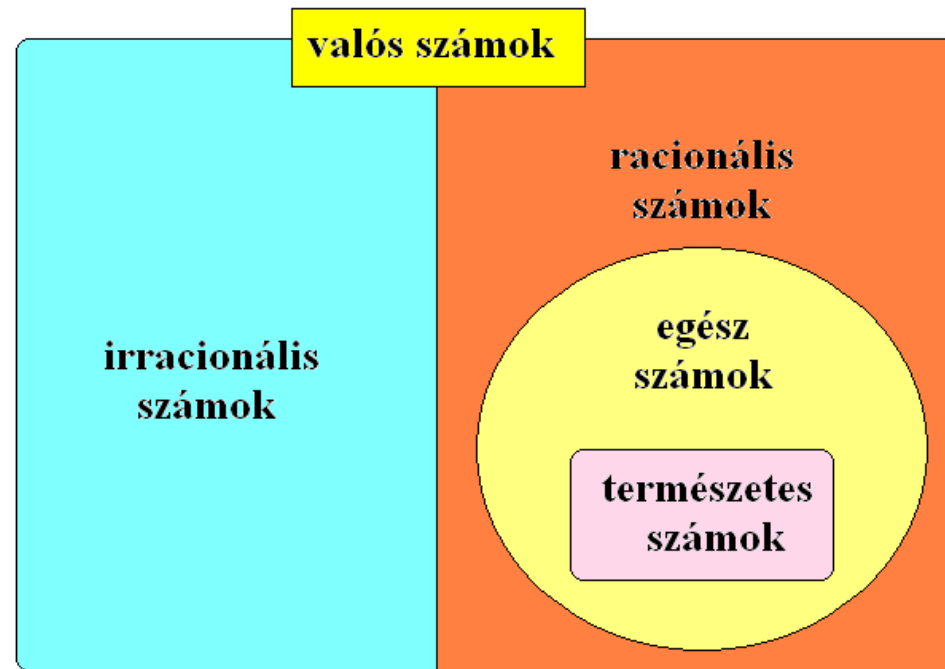 valós számok
racionális
számok
egész
számok
irracionális
számok
természetes
számok